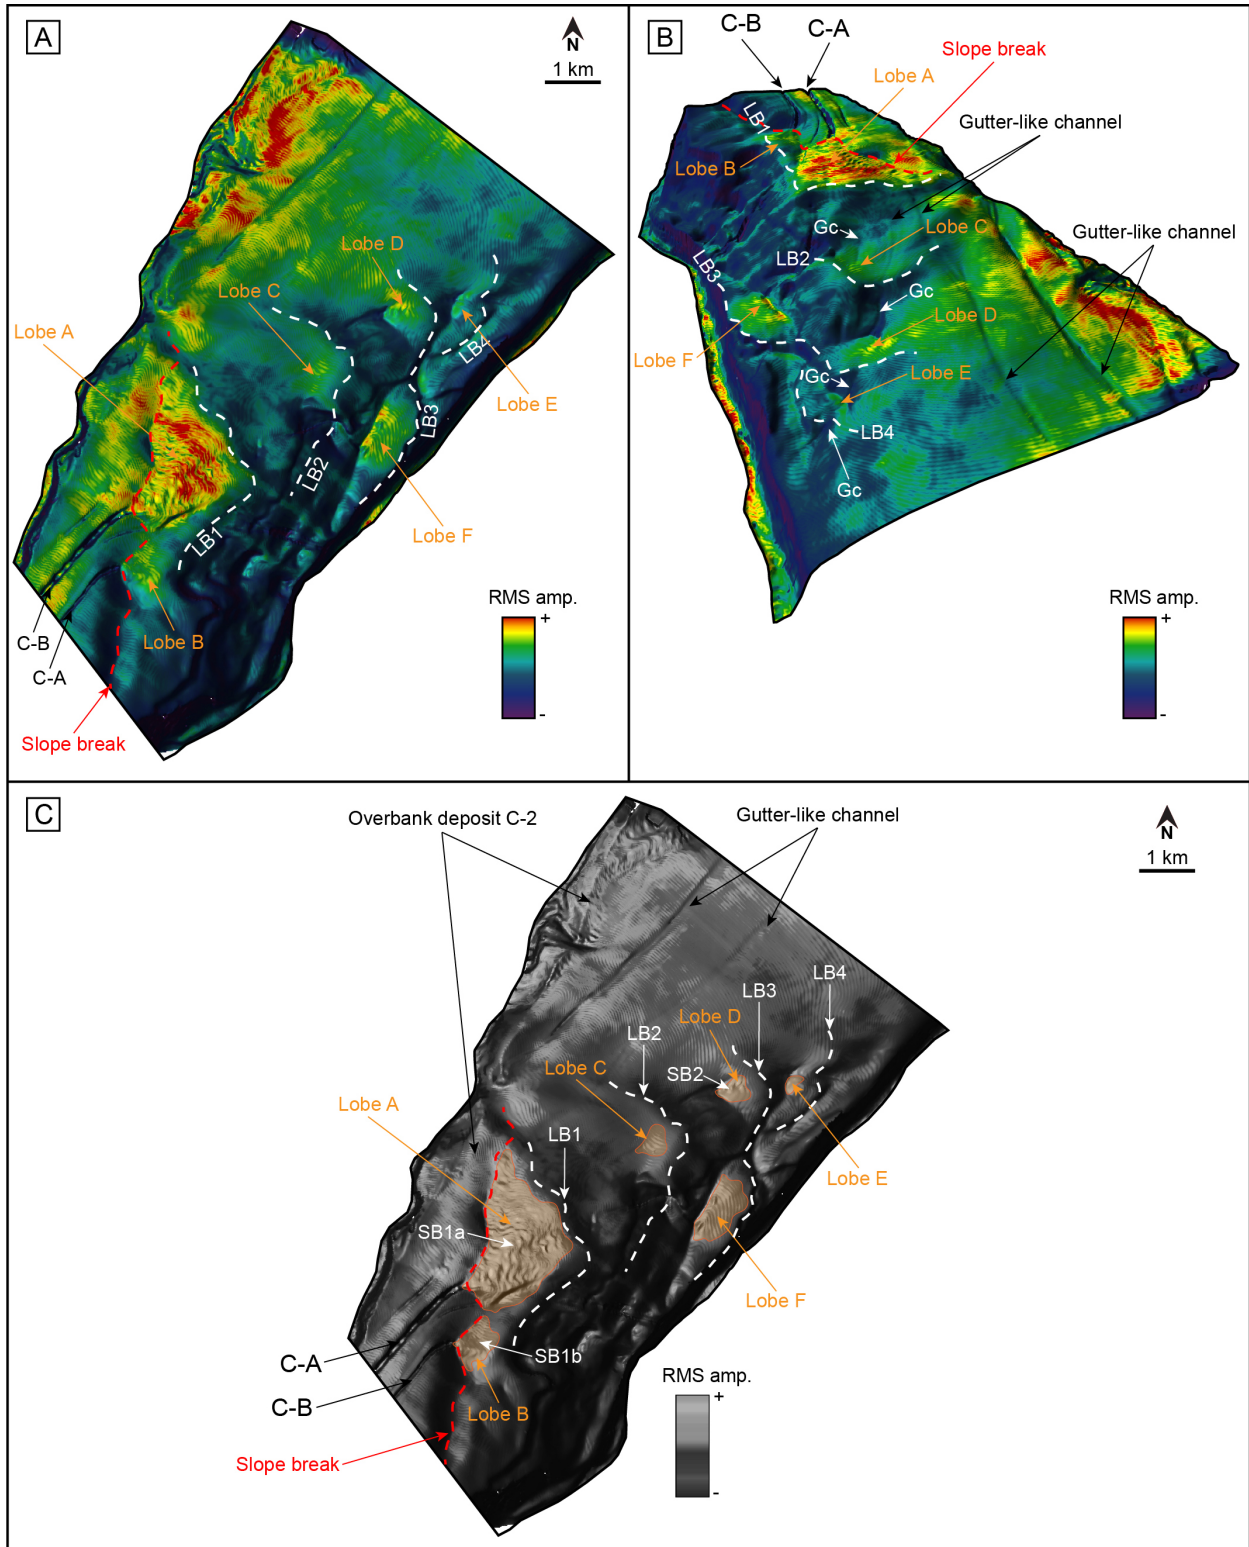 A
N
1 km
Lobe D
Lobe C
Lobe A
LB4
Lobe E
LB3
LB2
LB1
Lobe F
Lobe B
C-B
C-A
Slope break
RMS amp.
+
-
B
C-B
C-A
Slope break
Lobe A
LB1
Gutter-like channel
Lobe B
Gc
Lobe C
Gutter-like channel
LB2
LB3
Gc
Lobe D
Lobe F
Gc
Lobe E
LB4
Gc
RMS amp.
+
-
C
Overbank deposit C-2
Gutter-like channel
N
1 km
LB4
LB3
Lobe D
LB2
SB2
Lobe C
Lobe A
LB1
Lobe E
SB1a
Lobe F
C-A
SB1b
C-B
Lobe B
Slope break
RMS amp.
+
-